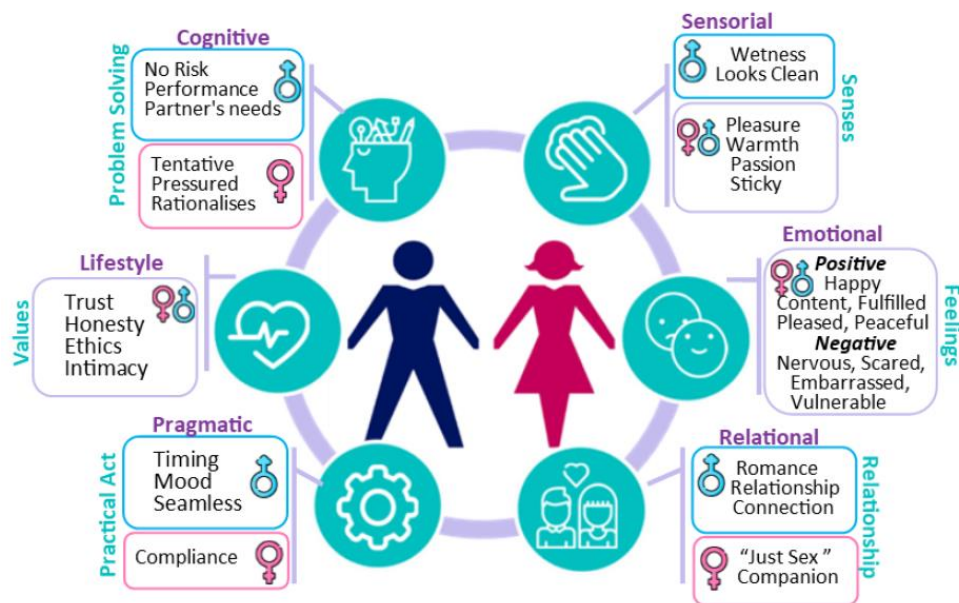 Cognitive
Problem Solving
No Risk
Performance
Partner's needs
Tentative
Pressured
Rationalises
Sensorial
Senses
Wetness
Looks Clean
Pleasure
Warmth
Passion
Sticky
Lifestyle
Values
Trust
Honesty
Ethics
Intimacy
Emotional
Feelings
Positive
Happy
Content, Fulfilled
Pleased, Peaceful
Negative
Nervous, Scared,
Embarrassed,
Vulnerable
Pragmatic
Practical Act
Timing
Mood
Seamless
Compliance
Relational
Relationship
Romance
Relationship
Connection
“Just Sex ”
Companion